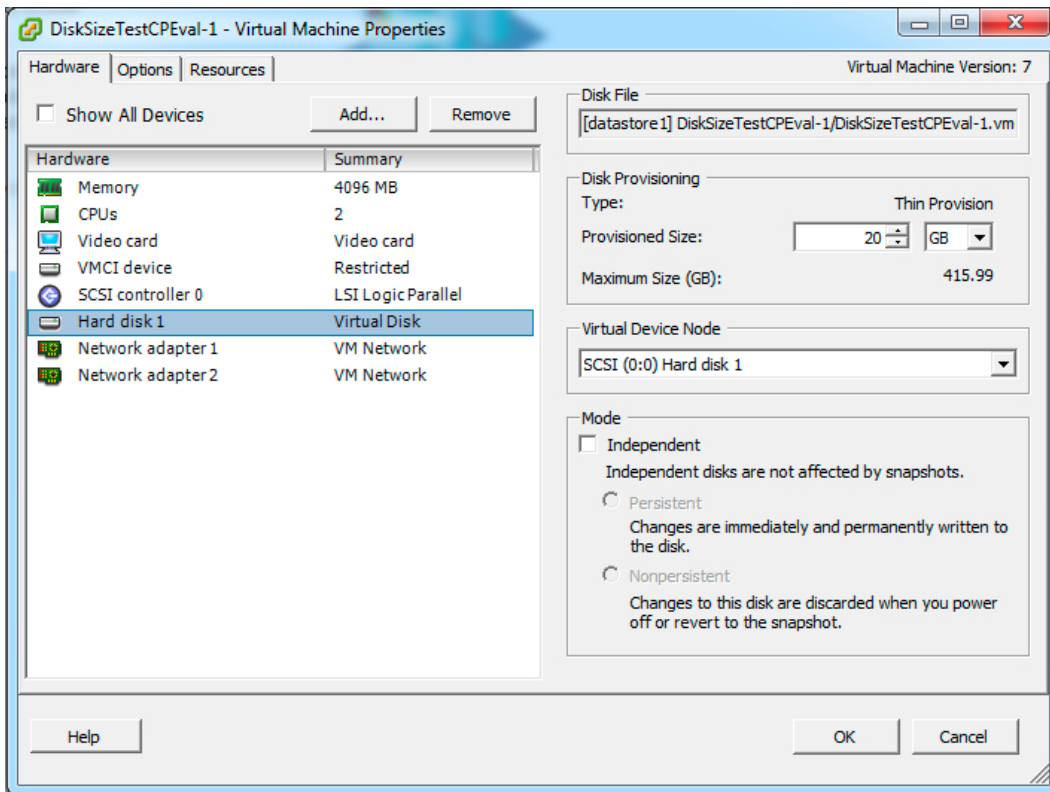 DiskSizeTestCPEval-1 - Virtual Machine Properties
Hardware Options Resources
Virtual Machine Version: 7
Show All Devices
Add...
Remove
Hardware Summary
Memory 4096 MB
CPUs 2
Video card Video card
VMCI device Restricted
SCSI controller 0 LSI Logic Parallel
Hard disk 1 Virtual Disk
Network adapter 1 VM Network
Network adapter 2 VM Network
Disk File
[datastore1] DiskSizeTestCPEval-1/DiskSizeTestCPEval-1.vm
Disk Provisioning
Type: Thin Provision
Provisioned Size: 20 GB
Maximum Size (GB): 415.99
Virtual Device Node
SCSI (0:0) Hard disk 1
Mode
Independent
Independent disks are not affected by snapshots.
Persistent
Changes are immediately and permanently written to
the disk.
Nonpersistent
Changes to this disk are discarded when you power
off or revert to the snapshot.
Help
OK
Cancel